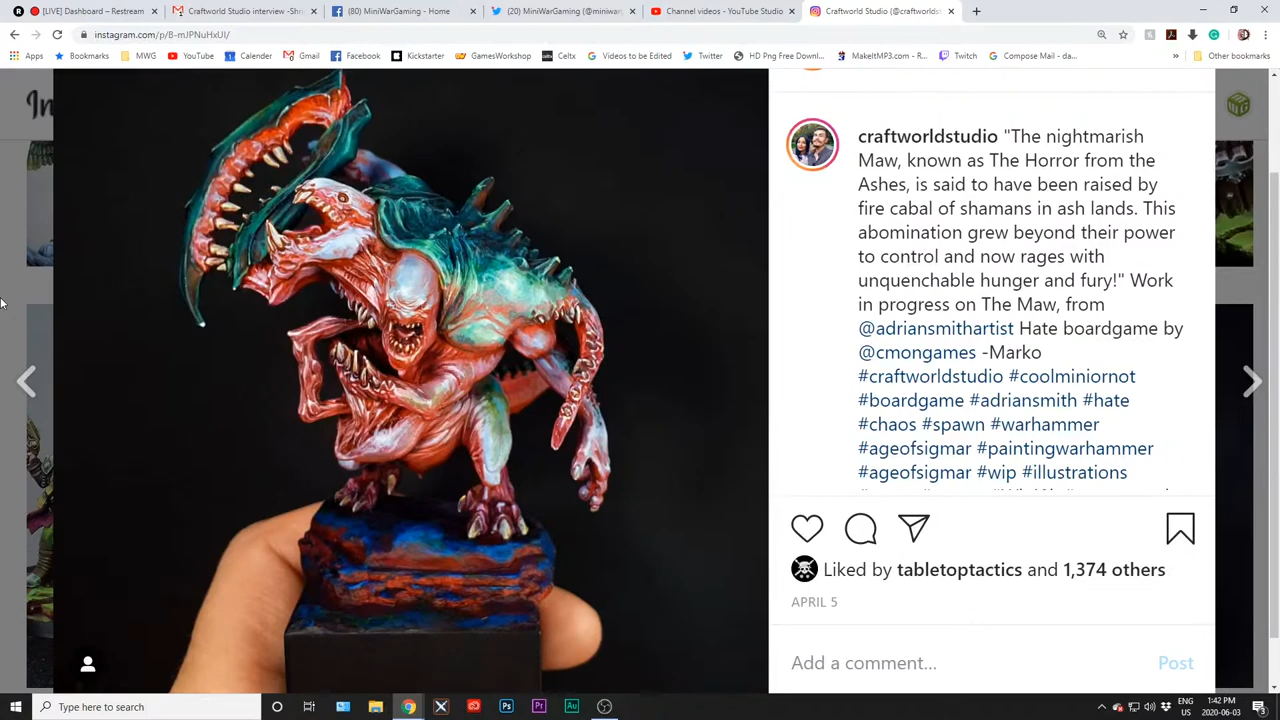 [LIVE] Dashboard – Restream
Craftworld Studio interview -Shri
(80) MiniWarGaming - Home
(20) MiniWarGaming (@miniwar
Channel videos - YouTube Studio
Craftworld Studio (@craftworldst
instagram.com/p/B-mJPNuHxUI/
Apps
Bookmarks
MWG
YouTube
Calender
Gmail
Facebook
Kickstarter
GamesWorkshop
Celtx
Videos to be Edited
Twitter
HD Png Free Downl...
MakeItMP3.com - R...
Twitch
Compose Mail - da...
Other bookmarks
In
craftworldstudio "The nightmarish
Maw, known as The Horror from the
Ashes, is said to have been raised by
fire cabal of shamans in ash lands. This
abomination grew beyond their power
to control and now rages with
unquenchable hunger and fury!" Work
in progress on The Maw, from
@adriansmithartist Hate boardgame by
@cmongames -Marko
#craftworldstudio #coolminiornot
#boardgame #adriansmith #hate
#chaos #spawn #warhammer
#ageofsigmar #paintingwarhammer
#ageofsigmar #wip #illustrations
Liked by tabletoptactics and 1,374 others
APRIL 5
Add a comment...
Post
Type here to search
ENG
US
1:42 PM
2020-06-03